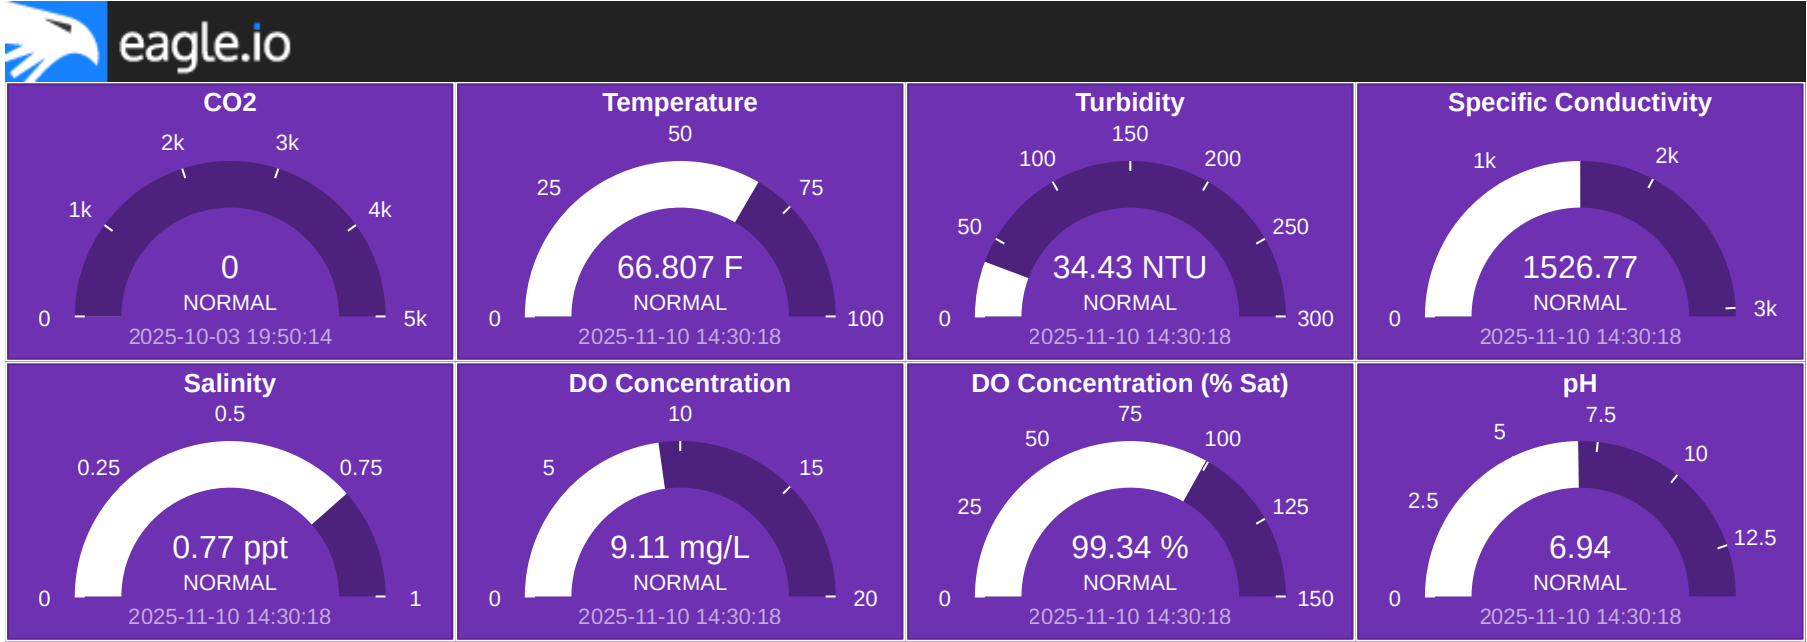 eagle.io
CO2
2k
3k
1k
4k
0
0
5k
NORMAL
2025-10-03 19:50:14
Temperature
50
25
75
66.807 F
0
100
NORMAL
2025-11-10 14:30:18
Turbidity
150
100
200
50
250
34.43 NTU
0
300
NORMAL
2025-11-10 14:30:18
Specific Conductivity
1k
2k
1526.77
0
3k
NORMAL
2025-11-10 14:30:18
Salinity
0.5
0.25
0.75
0.77 ppt
0
1
NORMAL
2025-11-10 14:30:18
DO Concentration
10
5
15
9.11 mg/L
0
20
NORMAL
2025-11-10 14:30:18
DO Concentration (% Sat)
75
50
100
25
125
99.34 %
0
150
NORMAL
2025-11-10 14:30:18
pH
7.5
5
10
2.5
12.5
6.94
0
NORMAL
2025-11-10 14:30:18